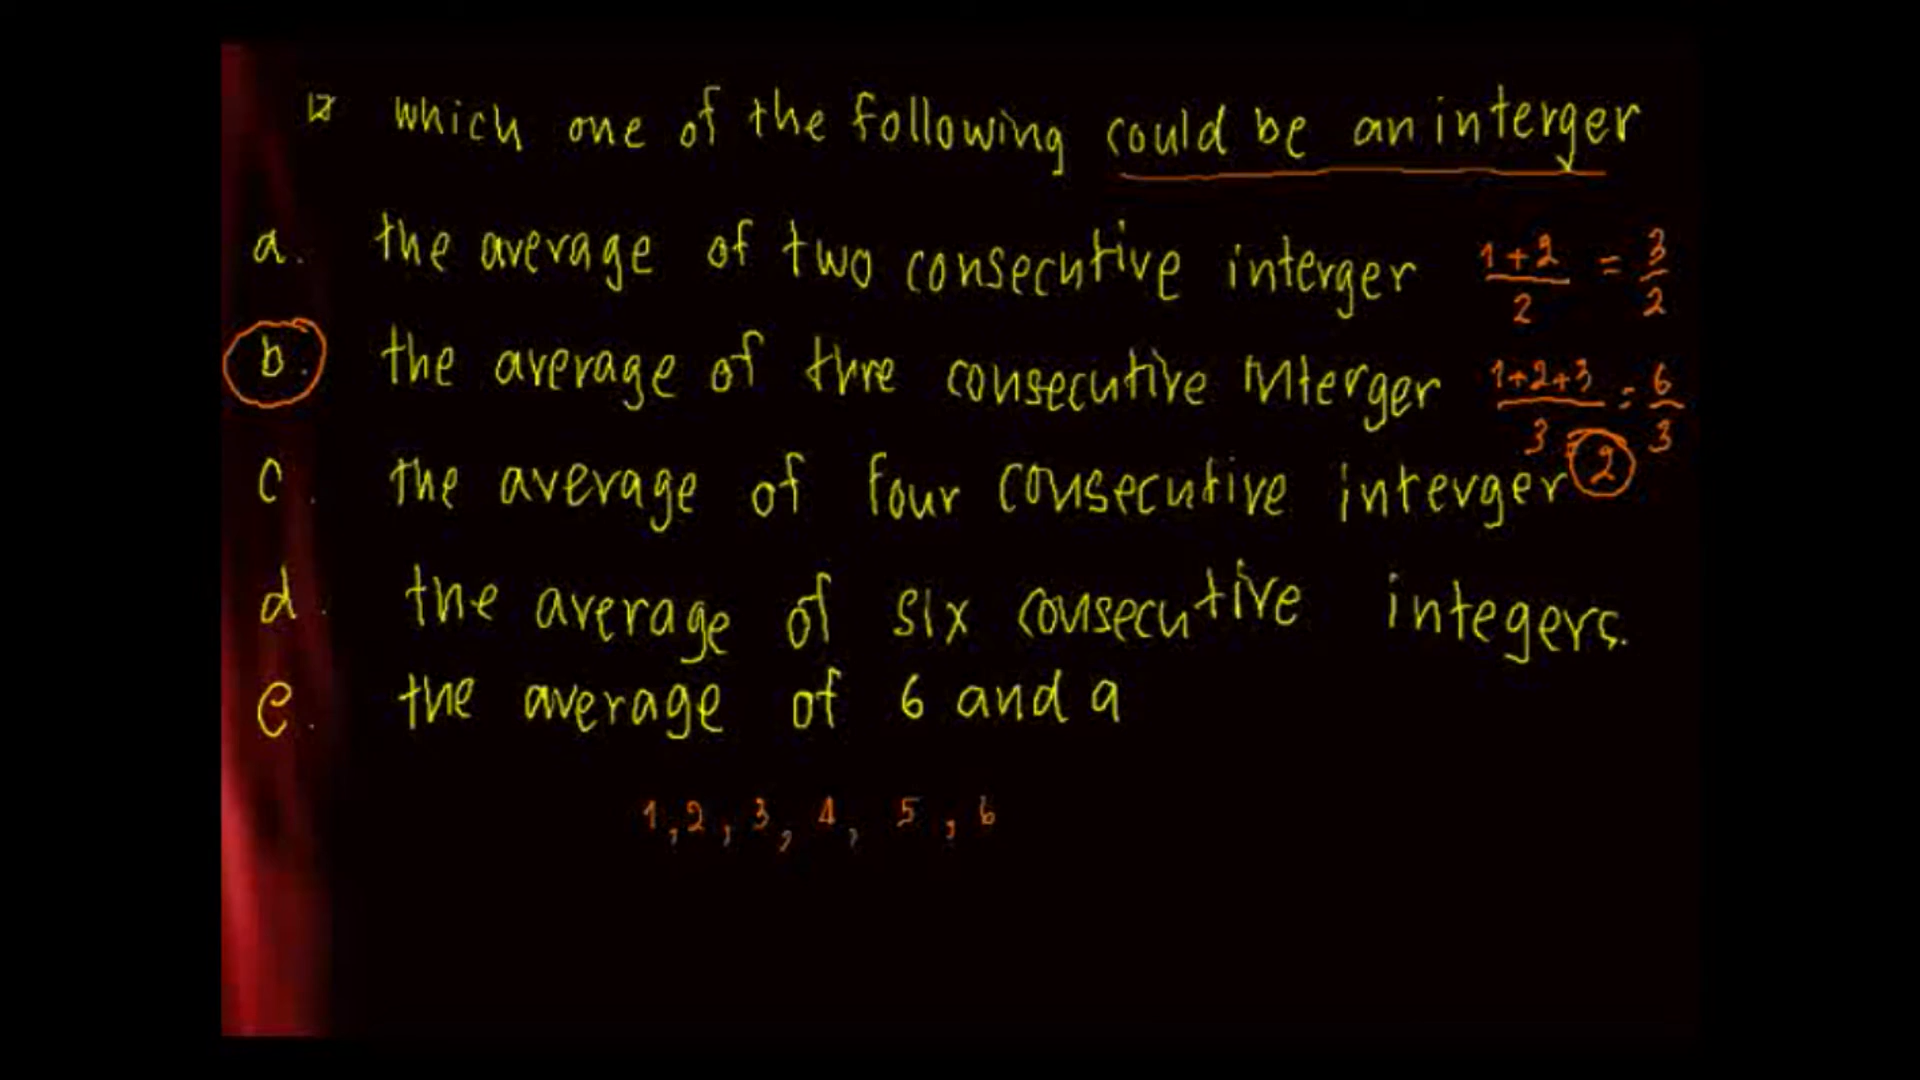 which one of the following could be an interger
a. the average of two consecutive interger 1+2/2 = 3/2
b. the average of thre consecutive interger 1+2+3/3 = 6/3
= 2
c. the average of four consecutive interger
d. the average of six consecutive integers.
e. the average of 6 and 9
1, 2, 3, 4, 5, 6